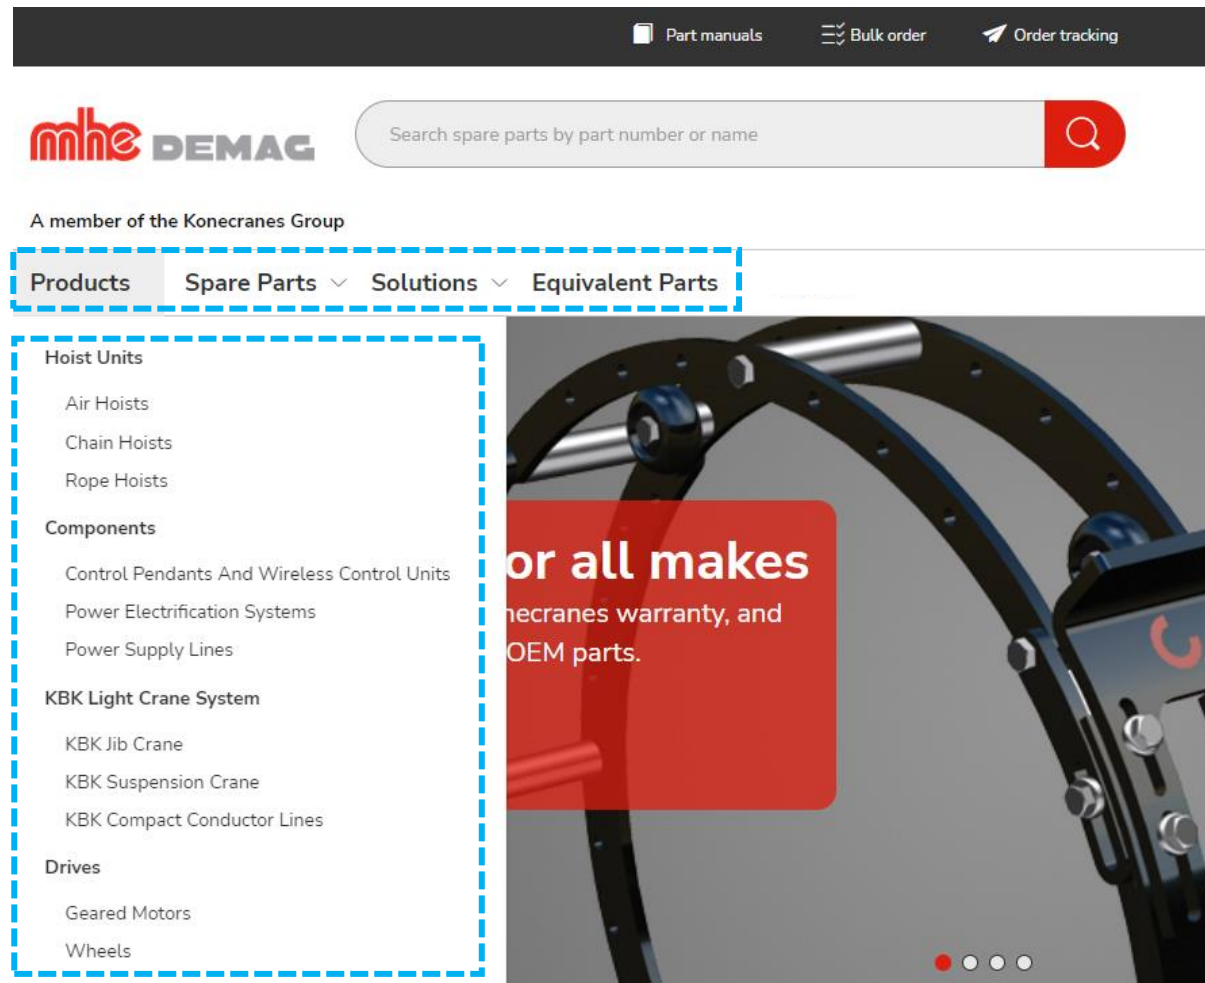 Part manuals
Bulk order
Order tracking
mhe DEMAG
Search spare parts by part number or name
A member of the Konecranes Group
Products
Spare Parts
Solutions
Equivalent Parts
Hoist Units
Air Hoists
Chain Hoists
Rope Hoists
Components
Control Pendants And Wireless Control Units
Power Electrification Systems
Power Supply Lines
KBK Light Crane System
KBK Jib Crane
KBK Suspension Crane
KBK Compact Conductor Lines
Drives
Geared Motors
Wheels
or all makes
necranes warranty, and
OEM parts.